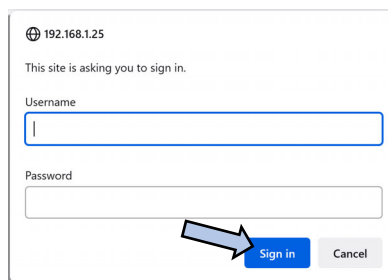 192.168.1.25
This site is asking you to sign in.
Username
Password
Sign in Cancel